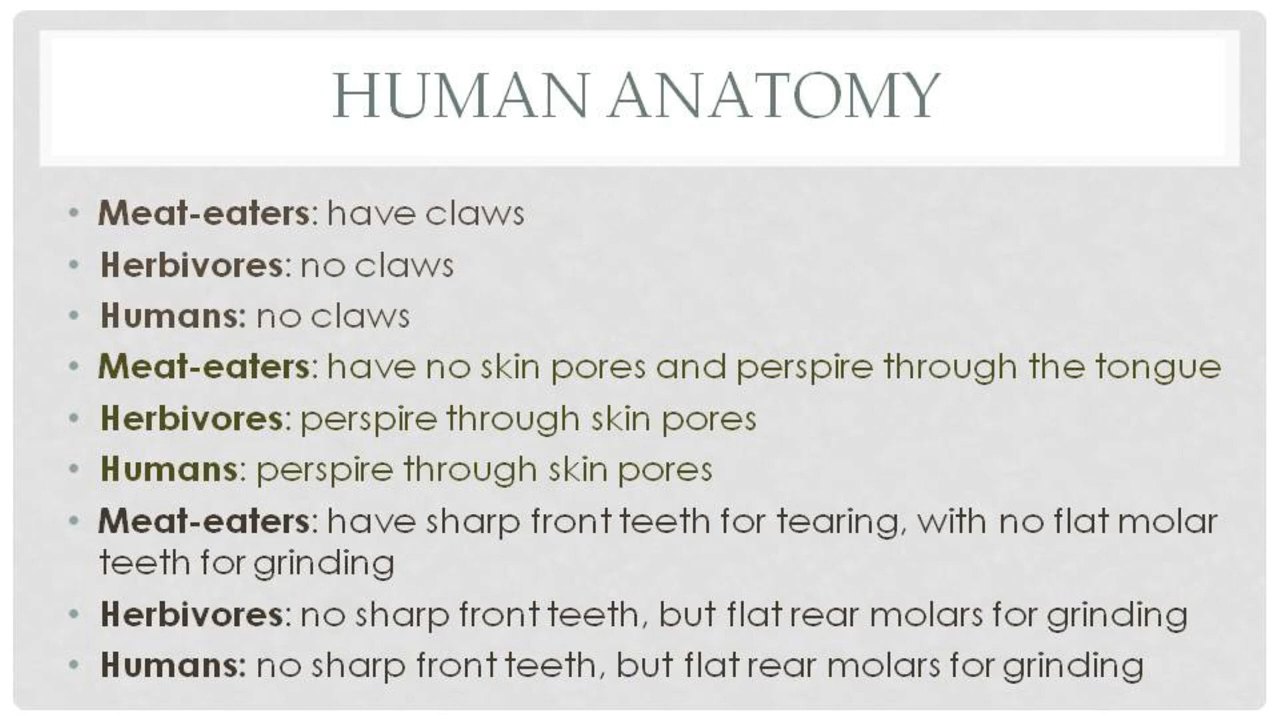 HUMAN ANATOMY
• Meat-eaters: have claws
• Herbivores: no claws
• Humans: no claws
• Meat-eaters: have no skin pores and perspire through the tongue
• Herbivores: perspire through skin pores
• Humans: perspire through skin pores
• Meat-eaters: have sharp front teeth for tearing, with no flat molar
teeth for grinding
• Herbivores: no sharp front teeth, but flat rear molars for grinding
• Humans: no sharp front teeth, but flat rear molars for grinding